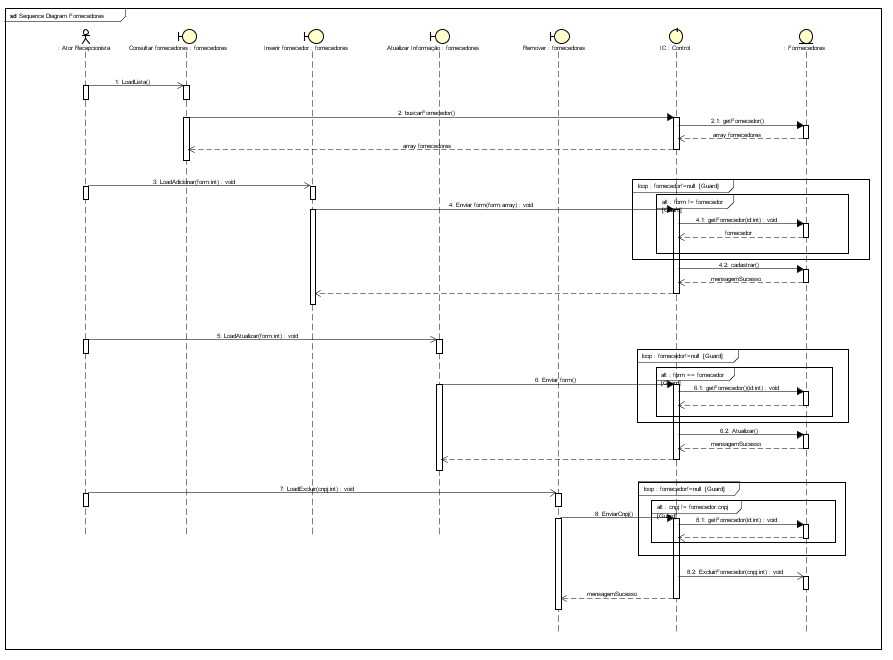 sd Sequence Diagram Fornecedores
: Ator Recepcionista
Consultar fornecedores : fornecedores
Inserir fornecedor : fornecedores
Atualizar Informação : fornecedores
Remover : fornecedores
IC : Control
: Fornecedores
1: LoadLista()
2: buscarFornecedor()
2.1: getFornecedor()
array fornecedores
array fornecedores
3: LoadAdicinar(form:int) : void
loop : fornecedor!=null [Guard]
alt : form != fornecedor
4: Enviar form(form:array) : void
4.1: getFornecedor(id:int) : void
fornecedor
4.2: cadastrar()
mensagemSucesso
5: LoadAtualizar(form:int) : void
loop : fornecedor!=null [Guard]
alt : form == fornecedor
6: Enviar form()
6.1: getFornecedor()(id:int) : void
6.2: Atualizar()
mensagemSucesso
7: LoadExcluir(cnpj:int) : void
loop : fornecedor!=null [Guard]
alt : cnpj != fornecedor.cnpj
8: EnviarCnpj()
8.1: getFornecedor(id:int) : void
8.2: ExcluirFornecedor(cnpj:int) : void
mensagemSucesso